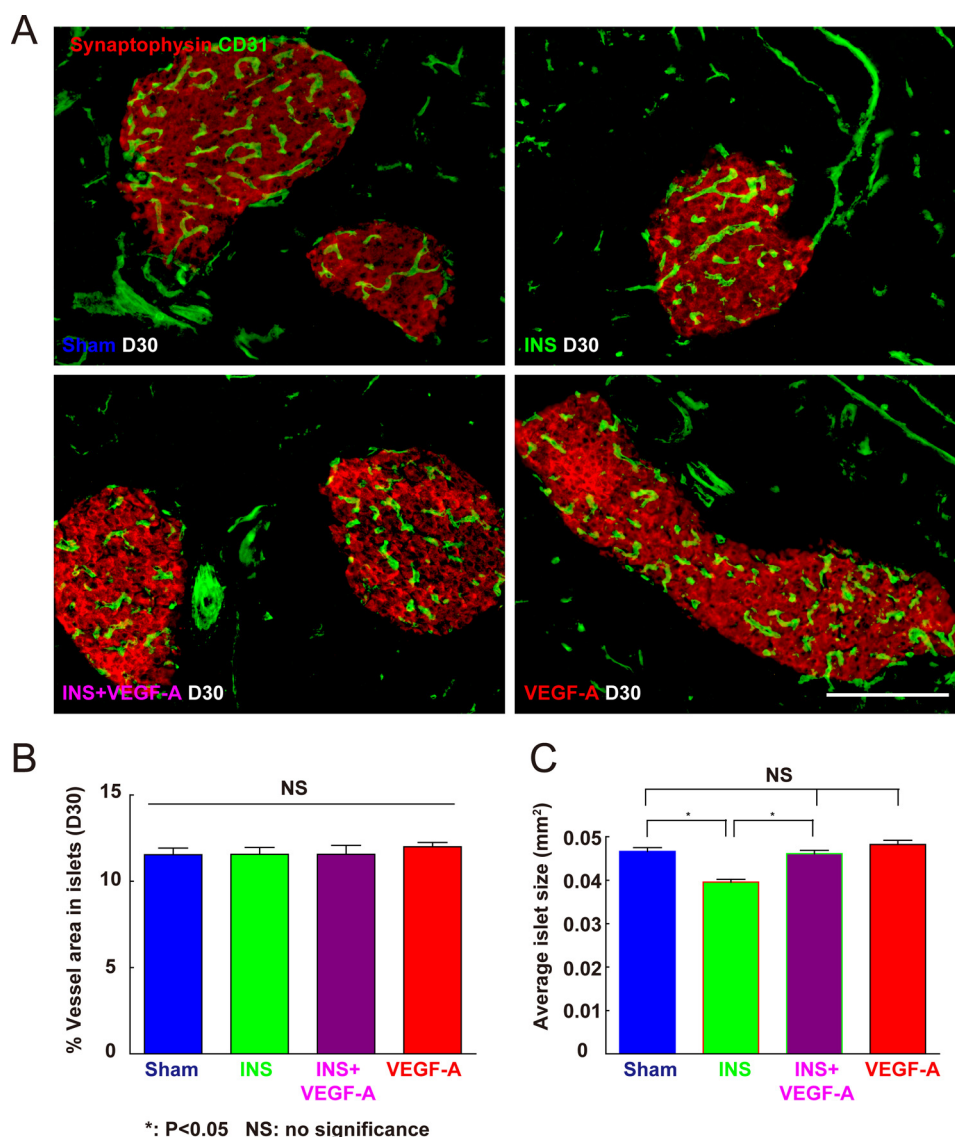 A
Synaptophysin CD31
Sham D30
INS D30
INS+VEGF-A D30
VEGF-A D30
B
% Vessel area in islets (D30)
15
10
5
0
NS
Sham
INS
INS+
VEGF-A
VEGF-A
*: P<0.05 NS: no significance
C
Average islet size (mm²)
0.05
0.04
0.03
0.02
0.01
0
NS
*
*
Sham
INS
INS+
VEGF-A
VEGF-A